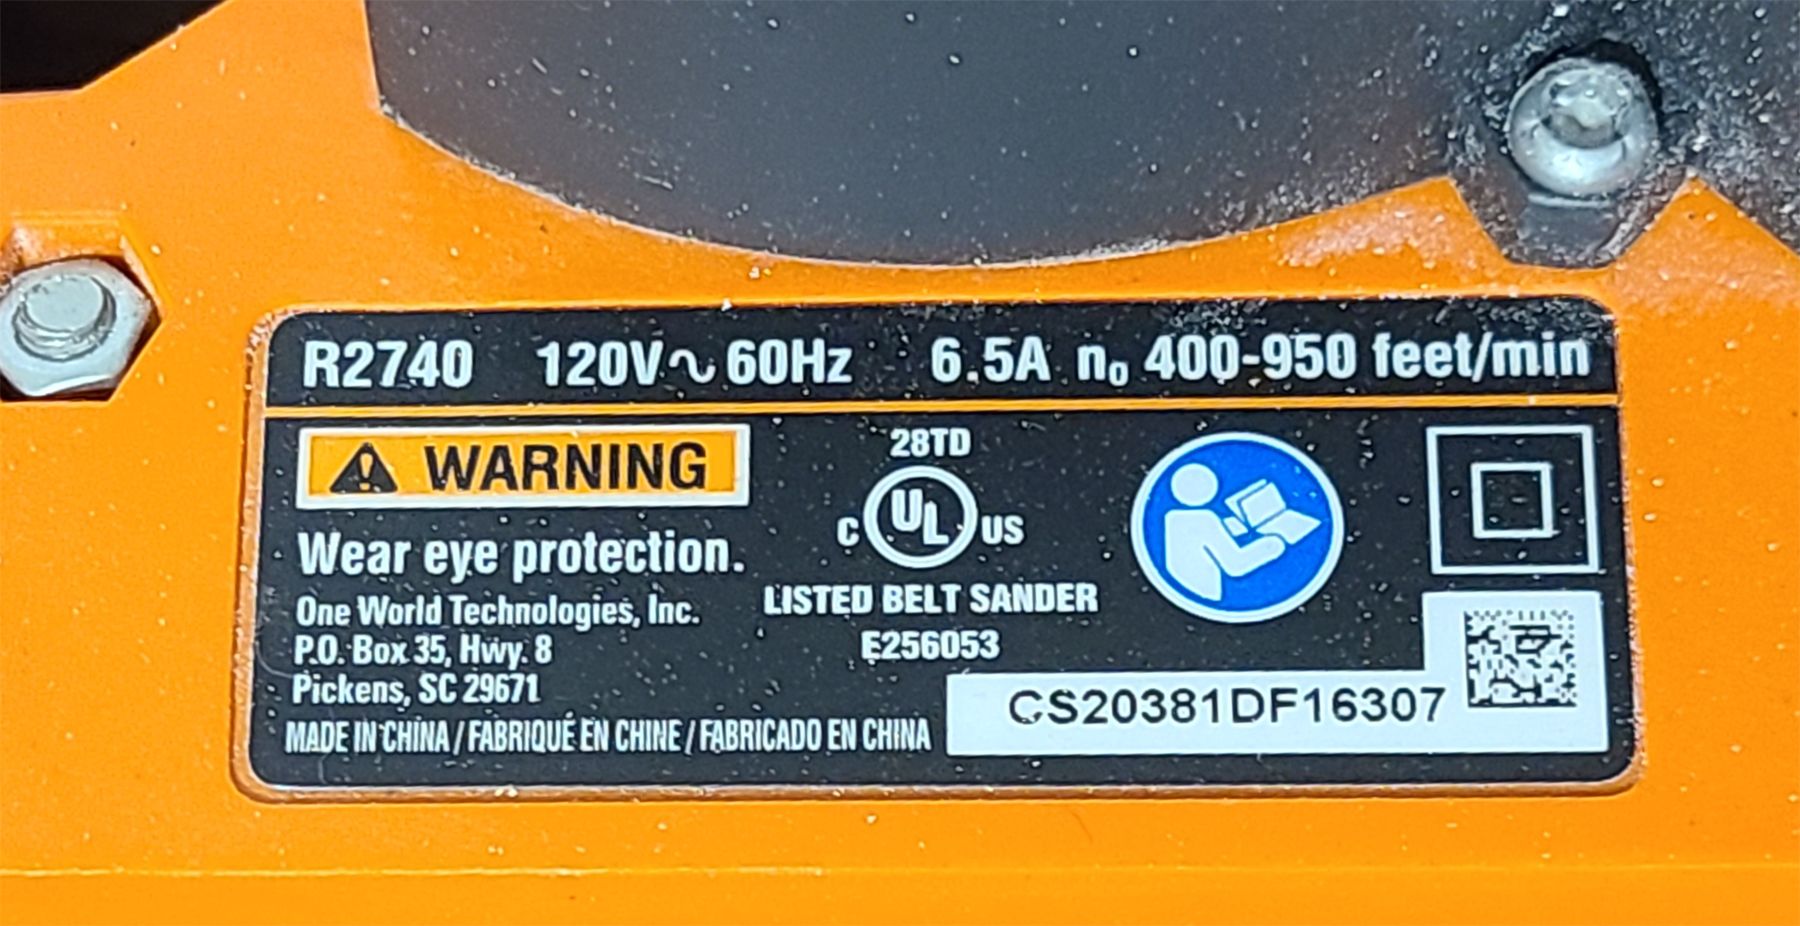 R2740 120V~60Hz 6.5A n₀ 400-950 feet/min
WARNING
Wear eye protection.
One World Technologies, Inc.
P.O. Box 35, Hwy. 8
Pickens, SC 29671
MADE IN CHINA / FABRIQUÉ EN CHINE / FABRICADO EN CHINA
28TD
C UL US
LISTED BELT SANDER
E256053
CS20381DF16307